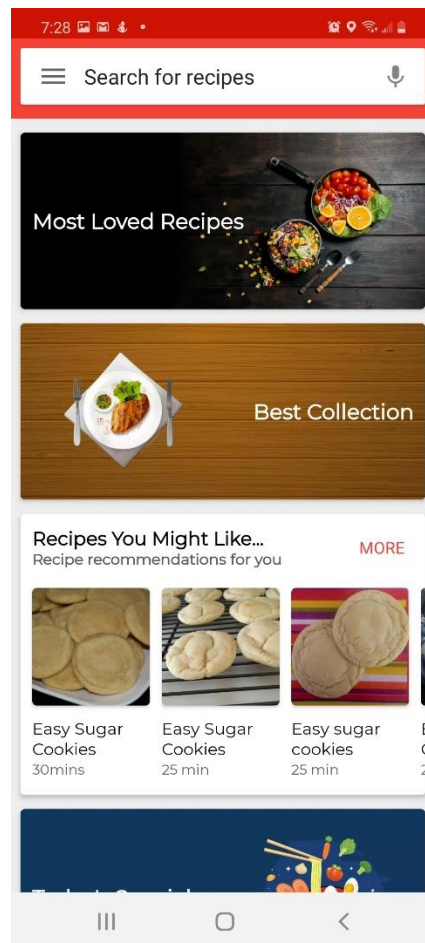 7:28
Search for recipes
Most Loved Recipes
Best Collection
Recipes You Might Like...
Recipe recommendations for you
MORE
Easy Sugar
Cookies
30mins
Easy Sugar
Cookies
25 min
Easy sugar
cookies
25 min